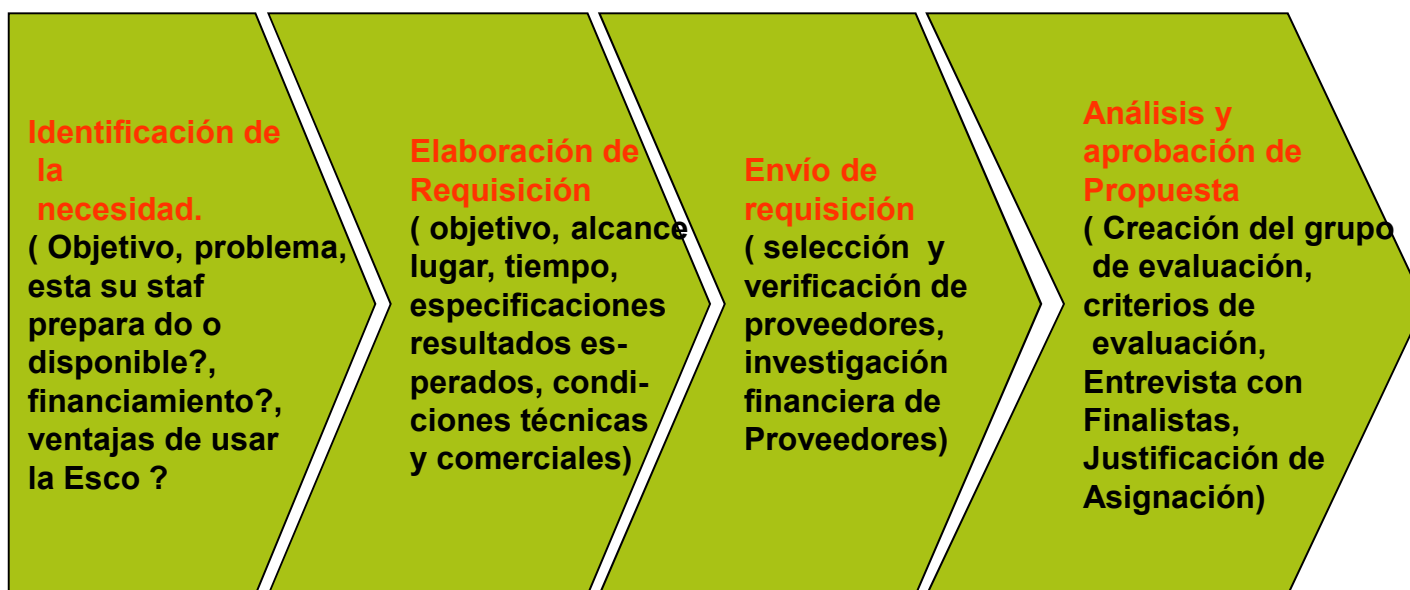 Identificación de
la
necesidad.
( Objetivo, problema,
esta su staf
prepara do o
disponible?,
financiamiento?,
ventajas de usar
la Esco ?
Elaboración de
Requisición
( objetivo, alcance
lugar, tiempo,
especificaciones
resultados es-
perados, condi-
ciones técnicas
y comerciales)
Envío de
requisición
( selección y
verificación de
proveedores,
investigación
financiera de
Proveedores)
Análisis y
aprobación de
Propuesta
( Creación del grupo
de evaluación,
criterios de
evaluación,
Entrevista con
Finalistas,
Justificación de
Asignación)